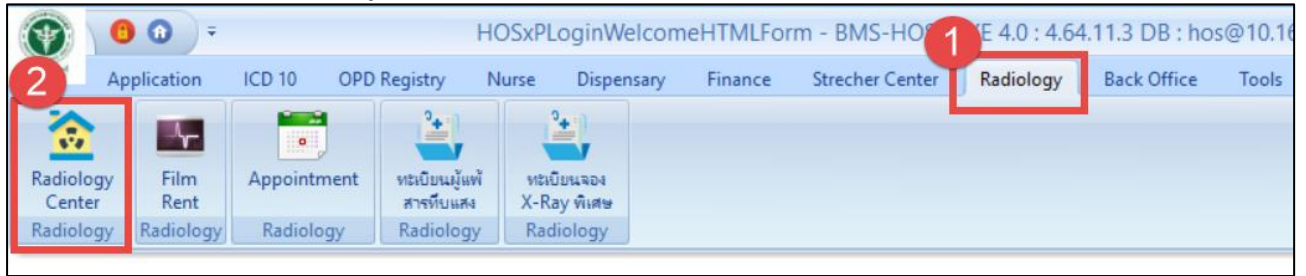 HOSxPLoginWelcomeHTMLForm - BMS-HOS XE 4.0 : 4.64.11.3 DB : hos@10.16
1
2
Application ICD 10 OPD Registry Nurse Dispensary Finance Strecher Center Radiology Back Office Tools
Radiology Center
Film Rent
Appointment
ทะเบียนผู้แพ้
สารทึบแสง
ทะเบียนจอง
X-Ray พิเศษ
Radiology Radiology Radiology Radiology Radiology